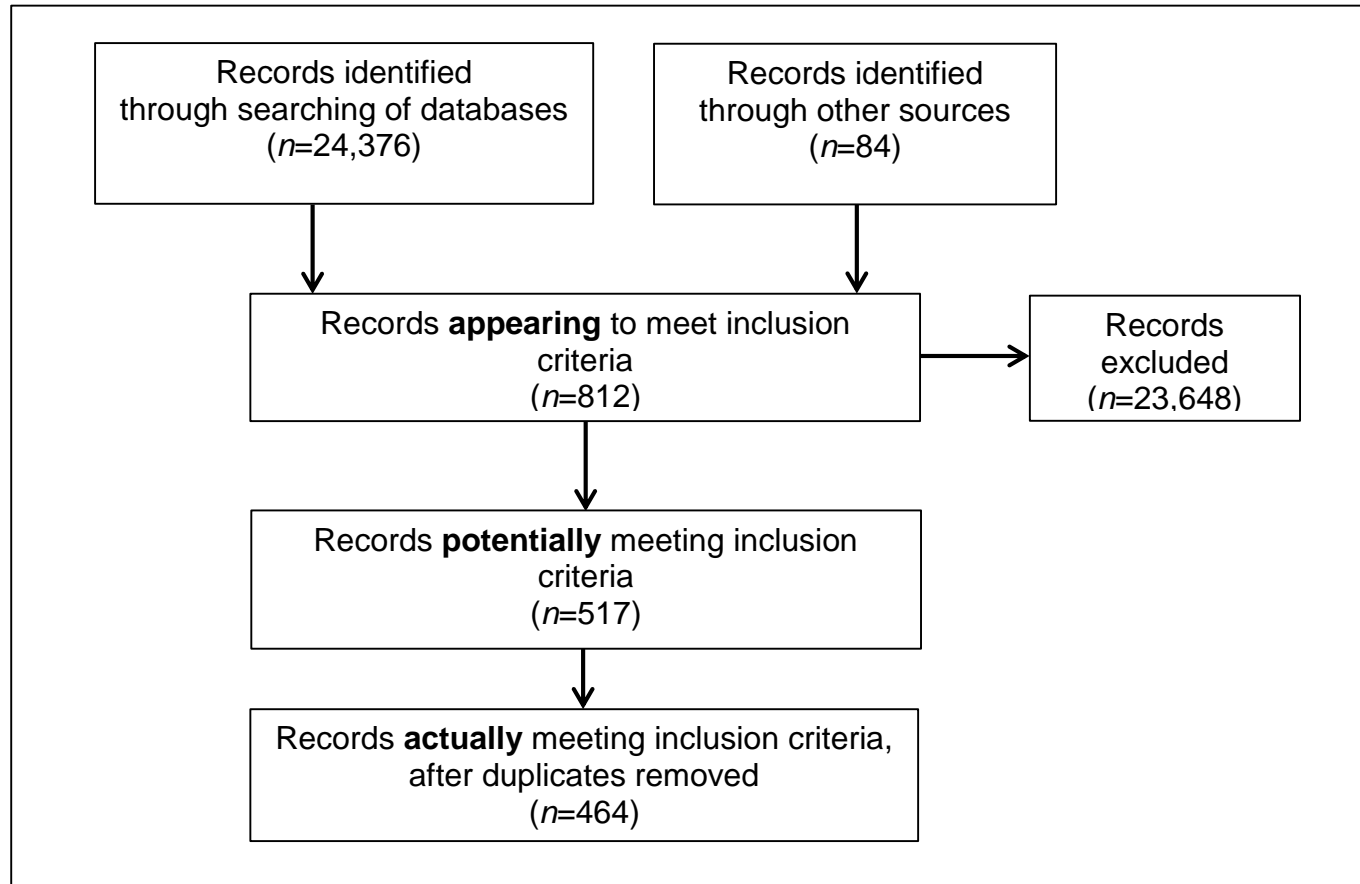 Records identified
through searching of databases
(n=24,376)
Records identified
through other sources
(n=84)
Records appearing to meet inclusion
criteria
(n=812)
Records
excluded
(n=23,648)
Records potentially meeting inclusion
criteria
(n=517)
Records actually meeting inclusion criteria,
after duplicates removed
(n=464)